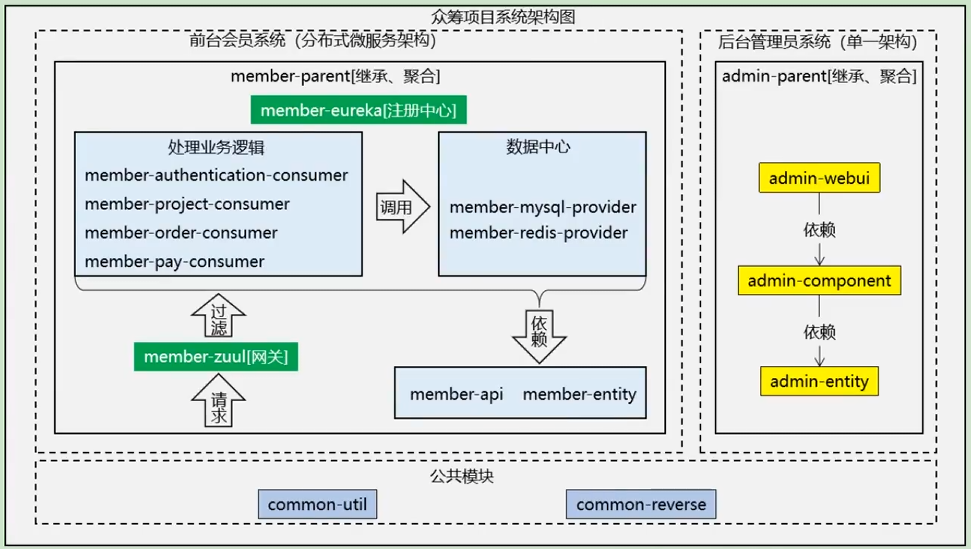 众筹项目系统架构图
前台会员系统（分布式微服务架构）
member-parent[继承、聚合]
member-eureka[注册中心]
处理业务逻辑
member-authentication-consumer
member-project-consumer
member-order-consumer
member-pay-consumer
调用
数据中心
member-mysql-provider
member-redis-provider
过滤
member-zuul[网关]
请求
依赖
member-api member-entity
后台管理员系统（单一架构）
admin-parent[继承、聚合]
admin-webui
依赖
admin-component
依赖
admin-entity
公共模块
common-util
common-reverse